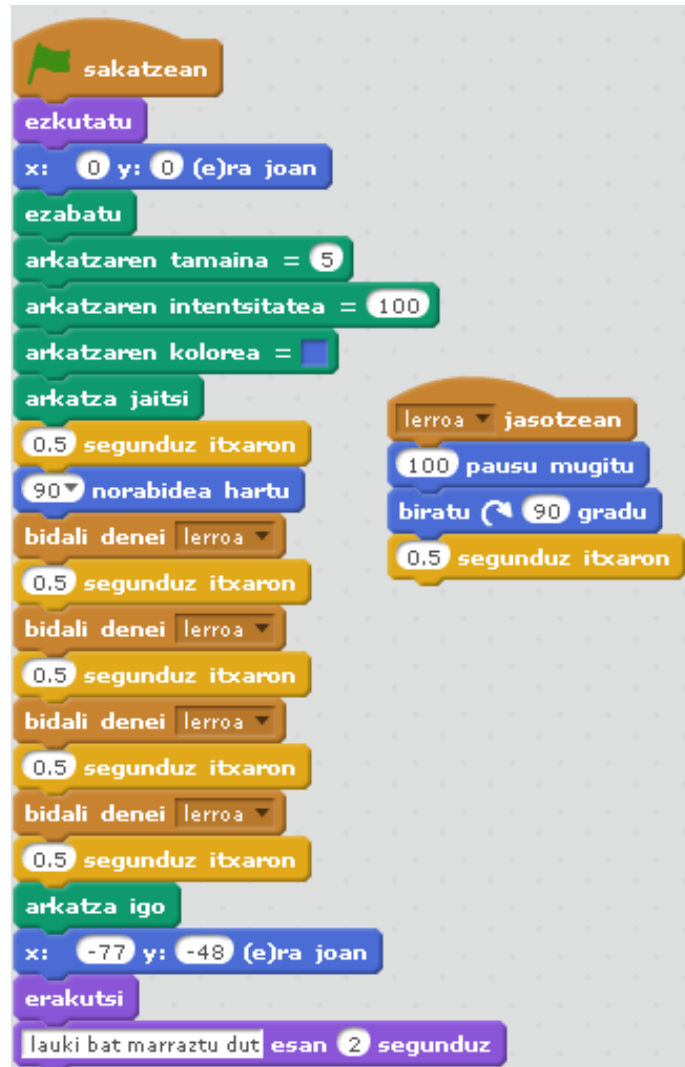 sakatzean
ezkutatu
x: 0 y: 0 (e)ra joan
ezabatu
arkatzaren tamaina = 5
arkatzaren intentsitatea = 100
arkatzaren kolorea =
arkatza jaitsi
0.5 segunduz itxaron
90 norabidea hartu
bidali denei lerroa
0.5 segunduz itxaron
bidali denei lerroa
0.5 segunduz itxaron
bidali denei lerroa
0.5 segunduz itxaron
bidali denei lerroa
0.5 segunduz itxaron
arkatza igo
x: -77 y: -48 (e)ra joan
erakutsi
lauki bat marraztu dut esan 2 segunduz
lerroa jasotzean
100 pausu mugitu
biratu 90 gradu
0.5 segunduz itxaron